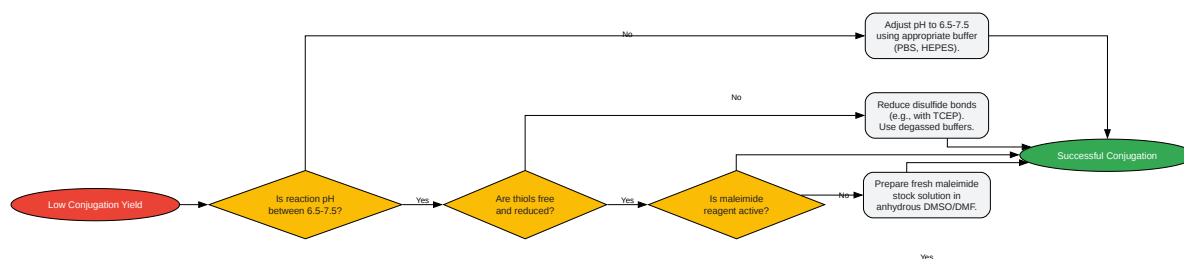 No
Adjust pH to 6.5-7.5
using appropriate buffer
(PBS, HEPES).
No
Reduce disulfide bonds
(e.g., with TCEP).
Use degassed buffers.
Successful Conjugation
Low Conjugation Yield
Is reaction pH
between 6.5-7.5?
Yes
Are thiols free
and reduced?
Yes
Is maleimide
reagent active?
No
Prepare fresh maleimide
stock solution in
anhydrous DMSO/DMF.
Yes